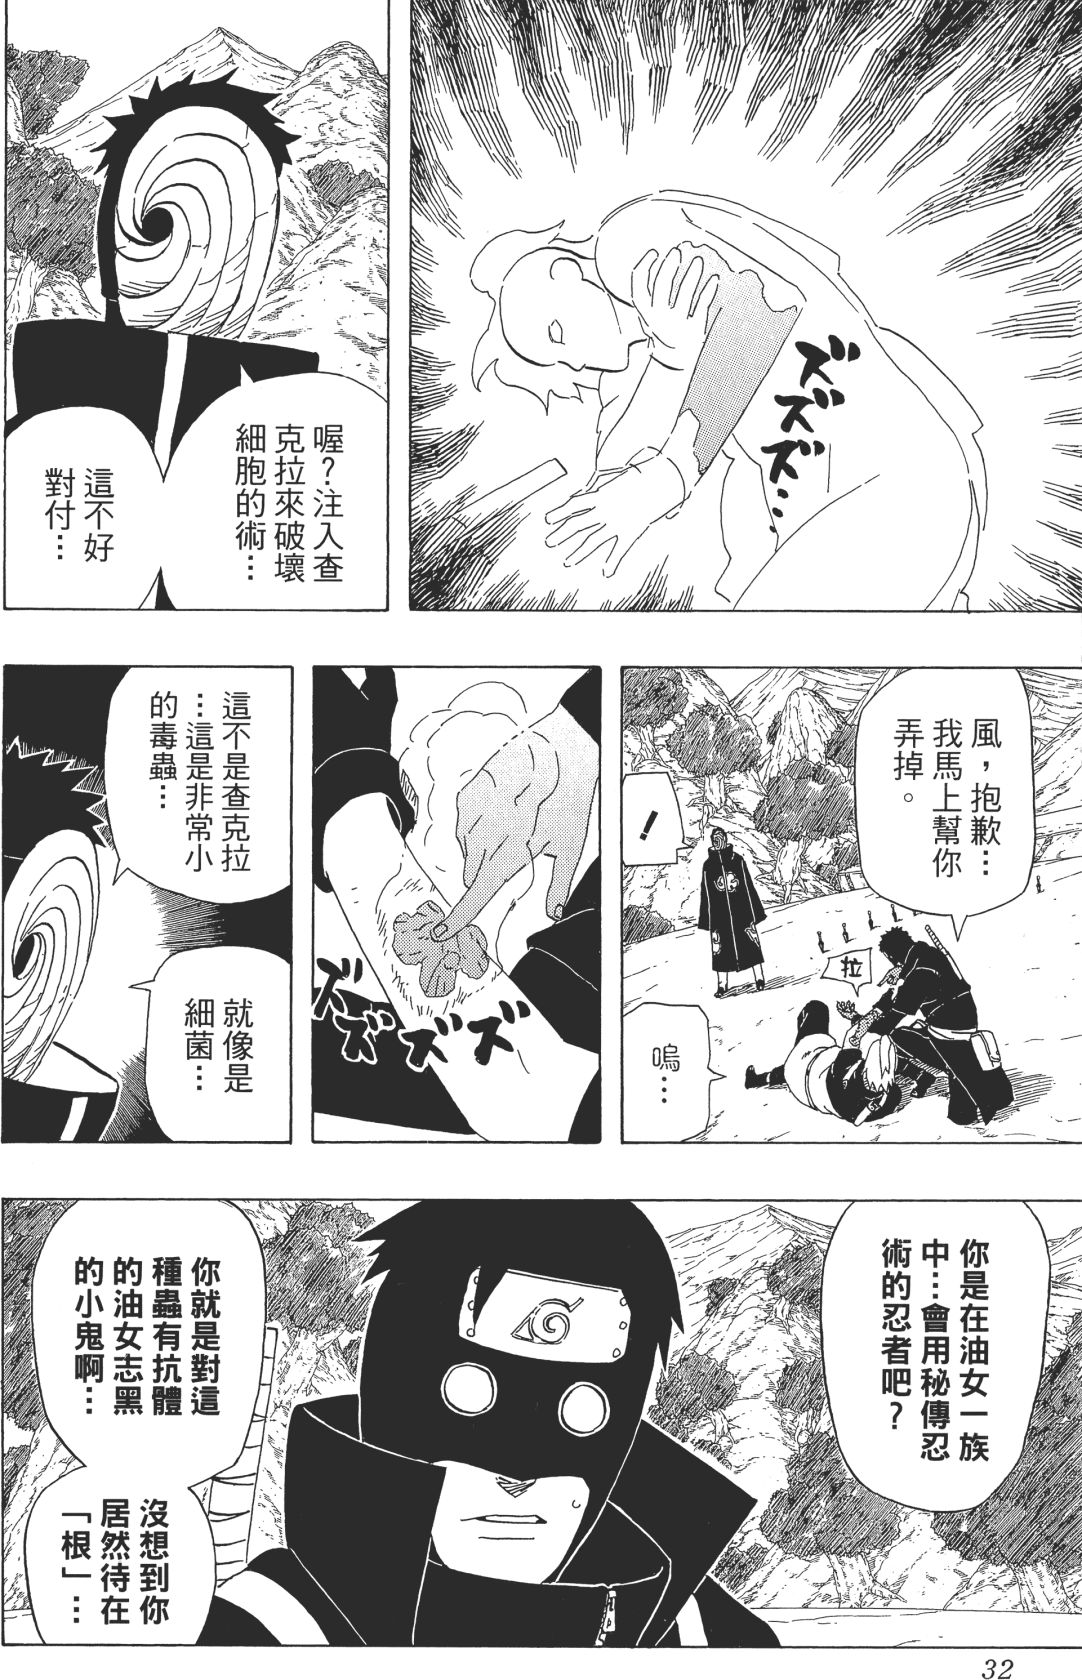 ズズズ…
喔？注入查
克拉來破壞
細胞的術…
這不好
對付…
風，抱歉…
我馬上幫你
弄掉。
！
拉
嗚…
ズズズズ
這不是查克拉
…這是非常小
的毒蟲…
就像是
細菌…
你是在油女一族
中…會用秘傳忍
術的忍者吧？
你就是對這
種蟲有抗體
的油女志黑
的小鬼啊…
沒想到你
居然待在
「根」…
32